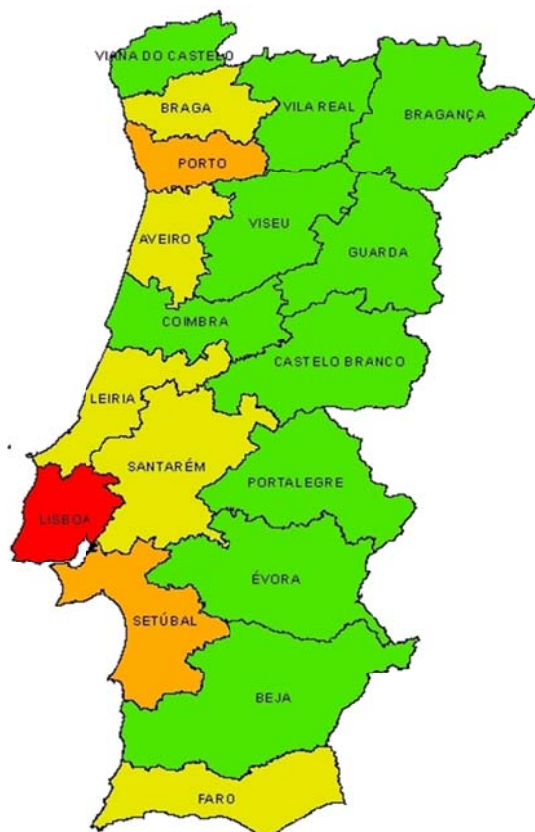 VIANA DO CASTELO
BRAGA
VILA REAL
BRAGANÇA
PORTO
AVEIRO
VISEU
GUARDA
COIMBRA
CASTELO BRANCO
LEIRIA
SANTARÉM
PORTALEGRE
LISBOA
ÉVORA
SETÚBAL
BEJA
FARO